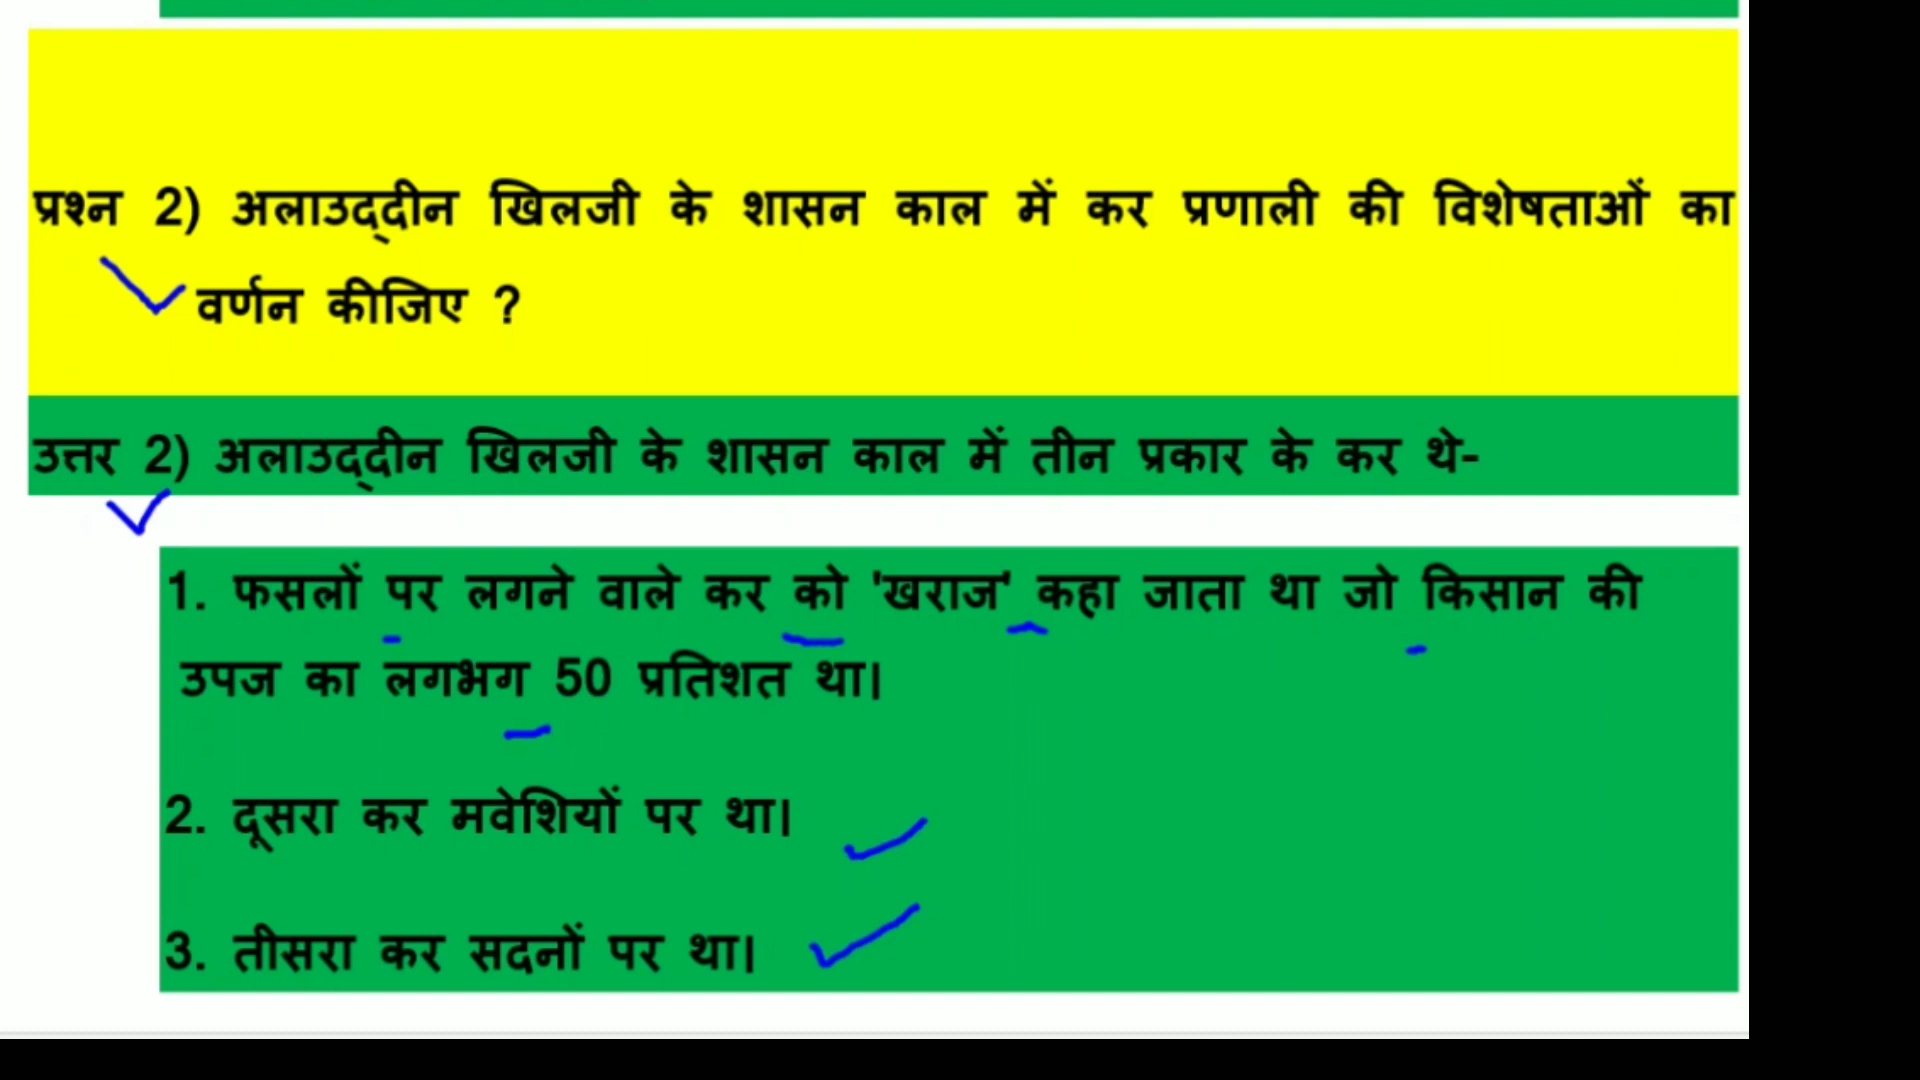 प्रश्न 2) अलाउद्दीन खिलजी के शासन काल में कर प्रणाली की विशेषताओं का
वर्णन कीजिए ?
उत्तर 2) अलाउद्दीन खिलजी के शासन काल में तीन प्रकार के कर थे-
1. फसलों पर लगने वाले कर को 'खराज' कहा जाता था जो किसान की
उपज का लगभग 50 प्रतिशत था।
2. दूसरा कर मवेशियों पर था।
3. तीसरा कर सदनों पर था।